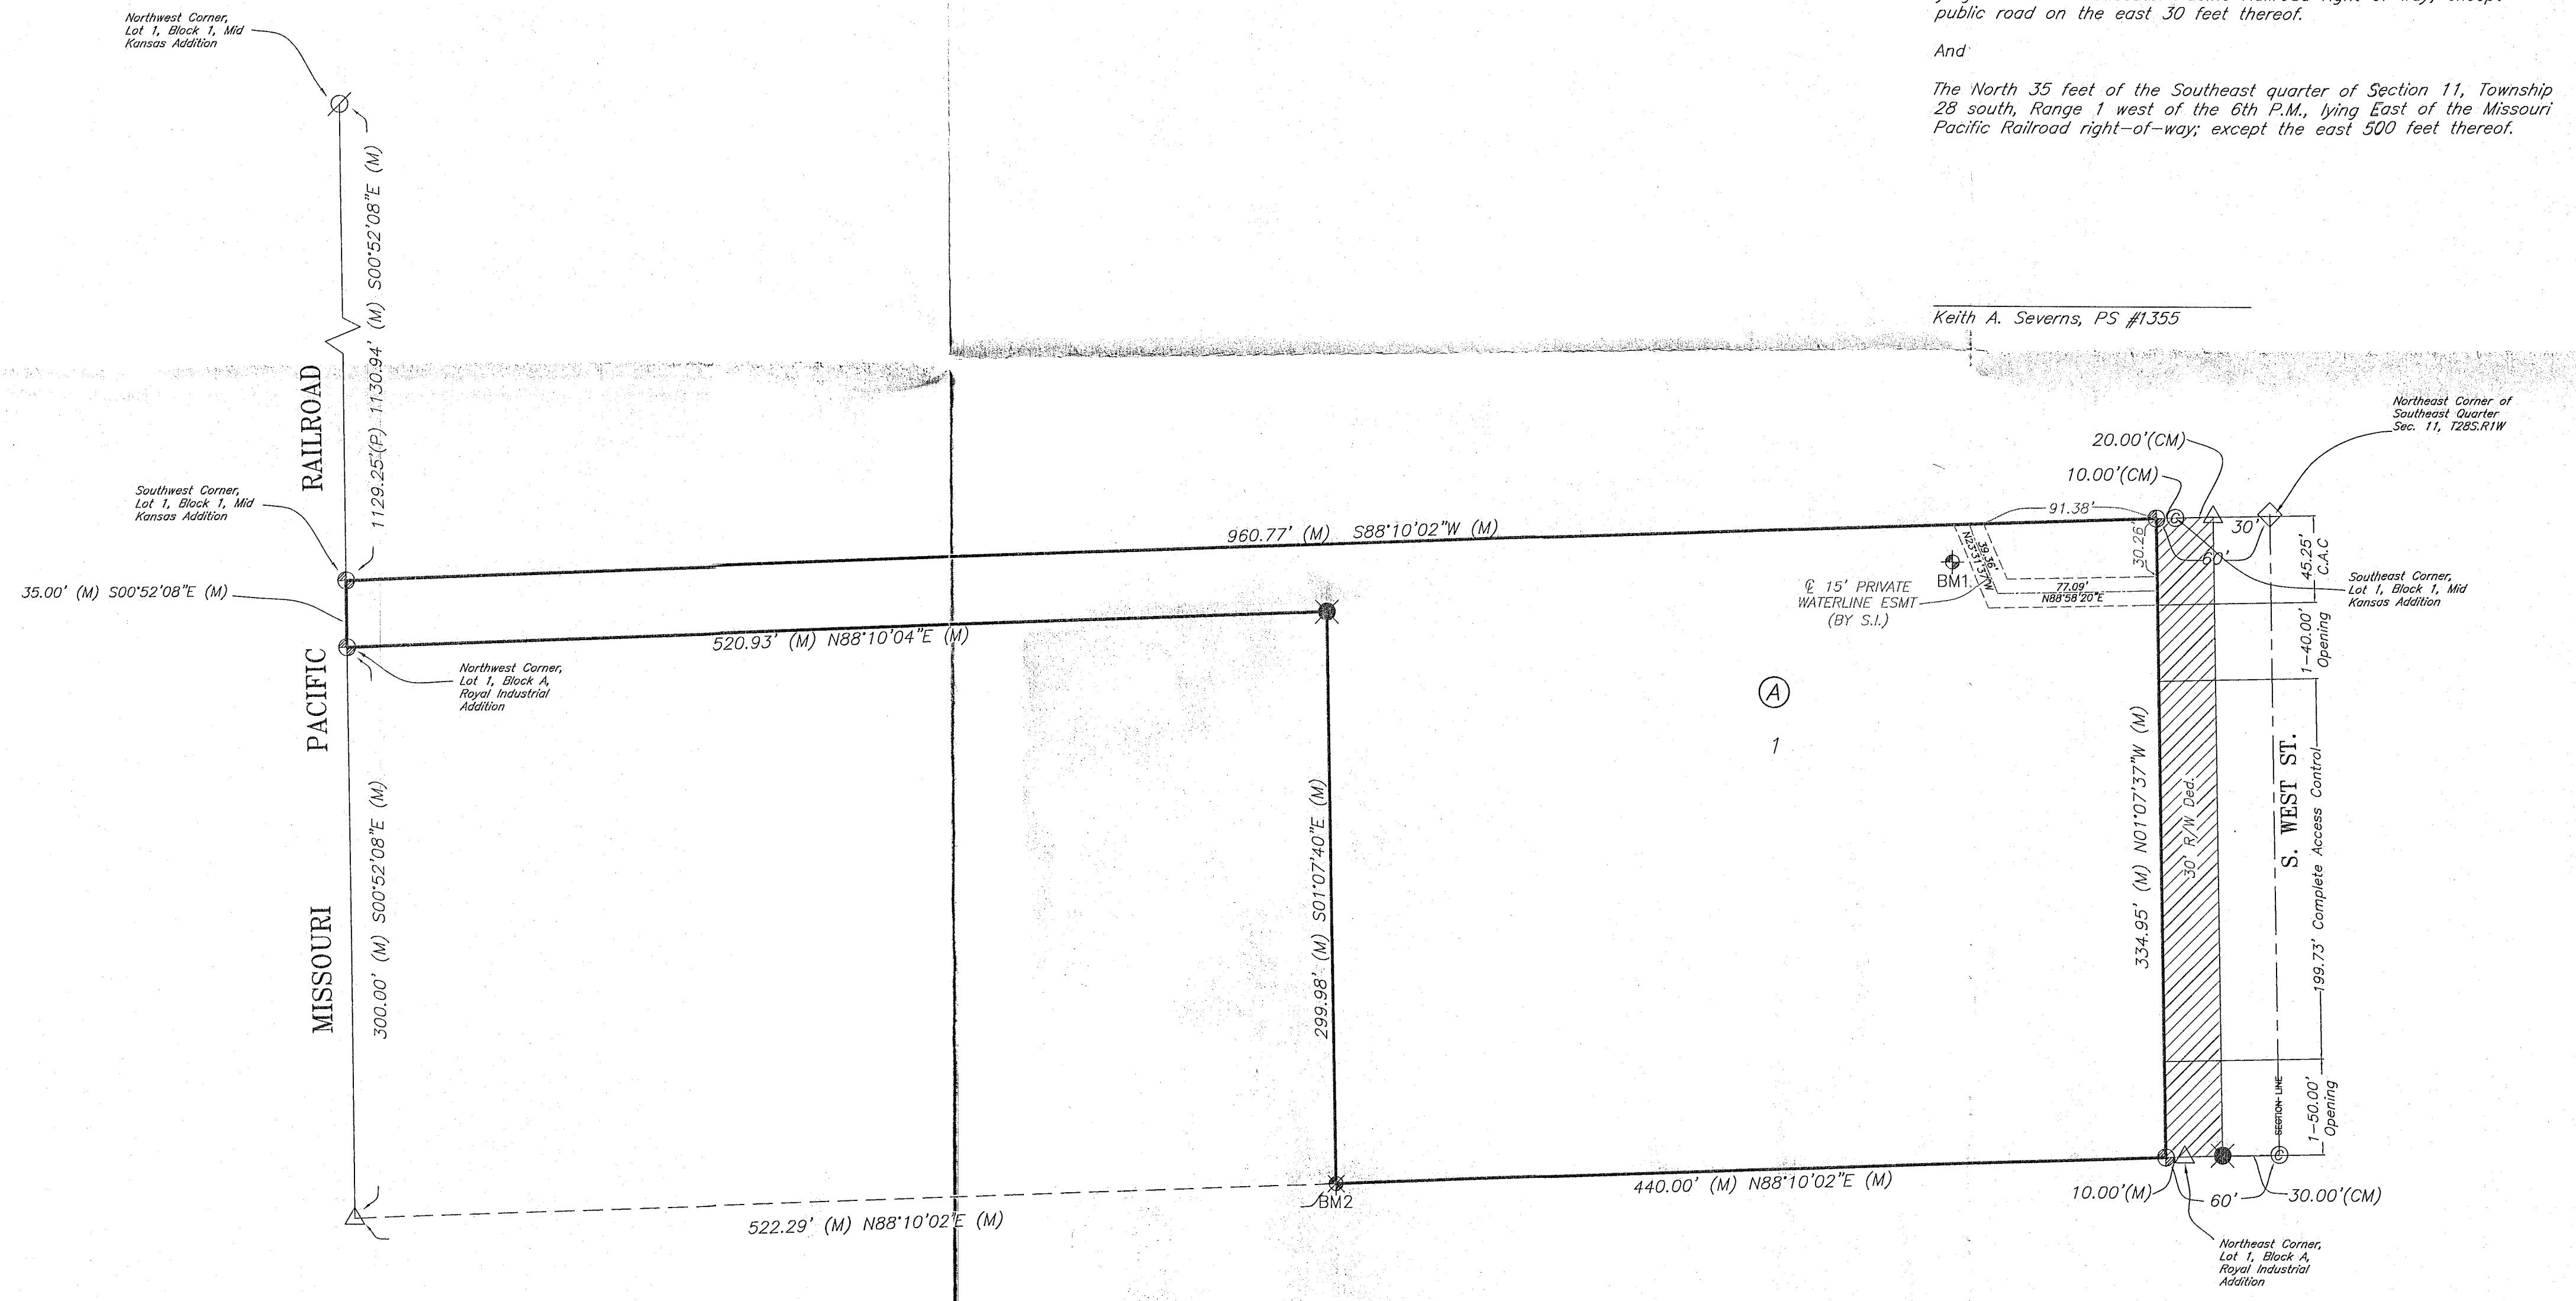 Northwest Corner,
Lot 1, Block 1, Mid
Kansas Addition
public road on the east 30 feet thereof.
And
The North 35 feet of the Southeast quarter of Section 11, Township
28 south, Range 1 west of the 6th P.M., lying East of the Missouri
Pacific Railroad right-of-way; except the east 500 feet thereof.
Keith A. Severns, PS #1355
1129.25'(P) 1130.94' (M) S00°52'08"E (M)
RAILROAD
Northeast Corner of
Southeast Quarter
Sec. 11, T28S.R1W
20.00'(CM)
10.00'(CM)
Southwest Corner,
Lot 1, Block 1, Mid
Kansas Addition
960.77' (M) S88°10'02"W (M)
91.38'
30'
60'
30.26'
45.25'
C.A.C
39.36'
N23°31'37"W
BM1
77.09'
N88°58'20"E
℄ 15' PRIVATE
WATERLINE ESMT
(BY S.I.)
Southeast Corner,
Lot 1, Block 1, Mid
Kansas Addition
35.00' (M) S00°52'08"E (M)
520.93' (M) N88°10'04"E (M)
1-40.00'
Opening
PACIFIC
Northwest Corner,
Lot 1, Block A,
Royal Industrial
Addition
A
1
300.00' (M) S00°52'08"E (M)
299.98' (M) S01°07'40"E (M)
334.95' (M) N01°07'37"W (M)
30' R/W Ded.
S. WEST ST.
199.73' Complete Access Control
MISSOURI
SECTION LINE
1-50.00'
Opening
BM2
440.00' (M) N88°10'02"E (M)
10.00'(M)
60'
30.00'(CM)
522.29' (M) N88°10'02"E (M)
Northeast Corner,
Lot 1, Block A,
Royal Industrial
Addition